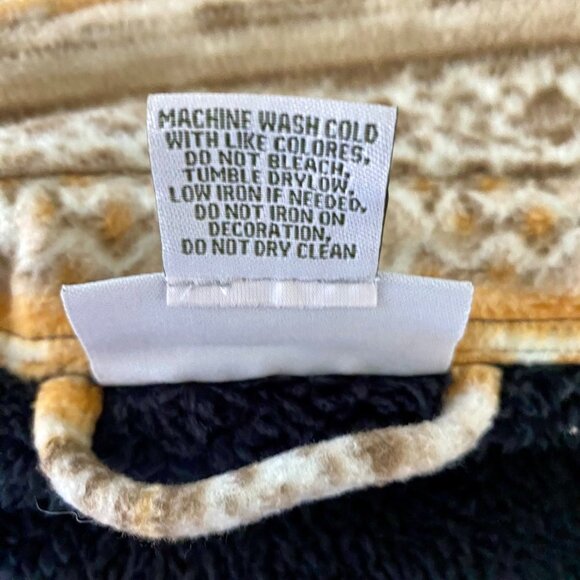 MACHINE WASH COLD
WITH LIKE COLORES,
DO NOT BLEACH,
TUMBLE DRYLOW,
LOW IRON IF NEEDED,
DO NOT IRON ON
DECORATION,
DO NOT DRY CLEAN